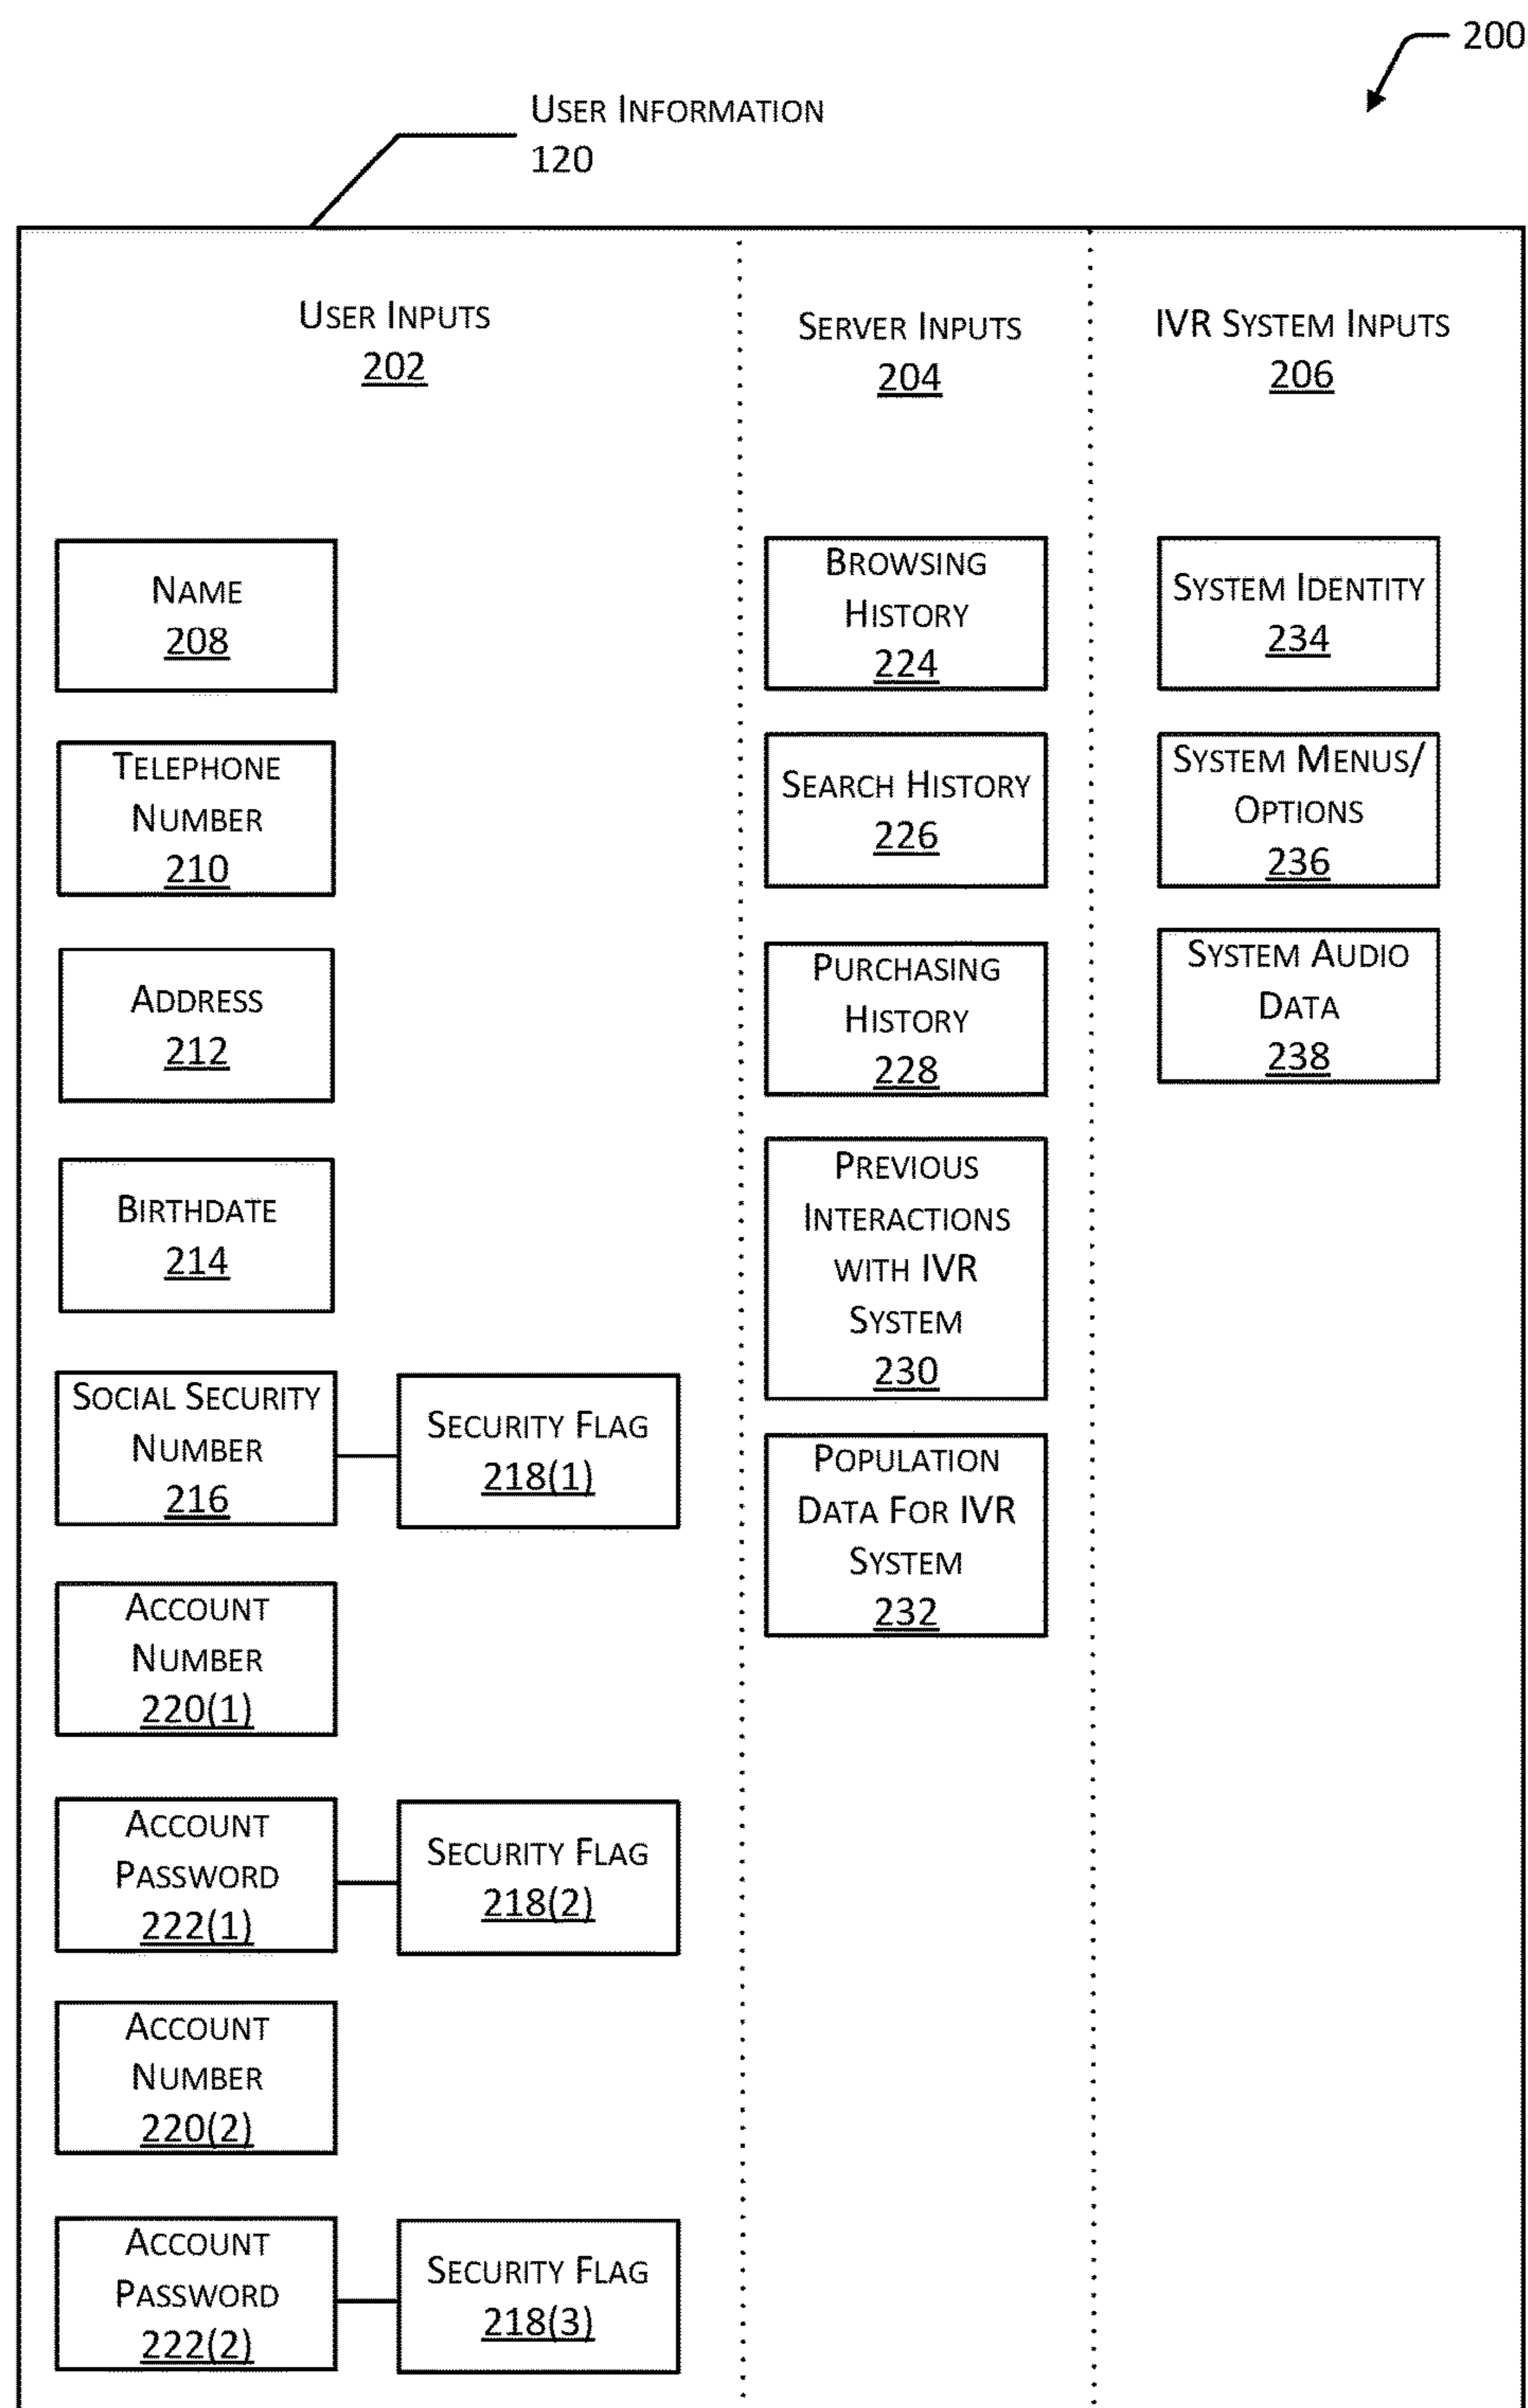 200
USER INFORMATION
120
USER INPUTS
202
NAME
208
TELEPHONE
NUMBER
210
ADDRESS
212
BIRTHDATE
214
SOCIAL SECURITY
NUMBER
216
SECURITY FLAG
218(1)
ACCOUNT
NUMBER
220(1)
ACCOUNT
PASSWORD
222(1)
SECURITY FLAG
218(2)
ACCOUNT
NUMBER
220(2)
ACCOUNT
PASSWORD
222(2)
SECURITY FLAG
218(3)
SERVER INPUTS
204
BROWSING
HISTORY
224
SEARCH HISTORY
226
PURCHASING
HISTORY
228
PREVIOUS
INTERACTIONS
WITH IVR
SYSTEM
230
POPULATION
DATA FOR IVR
SYSTEM
232
IVR SYSTEM INPUTS
206
SYSTEM IDENTITY
234
SYSTEM MENUS/
OPTIONS
236
SYSTEM AUDIO
DATA
238